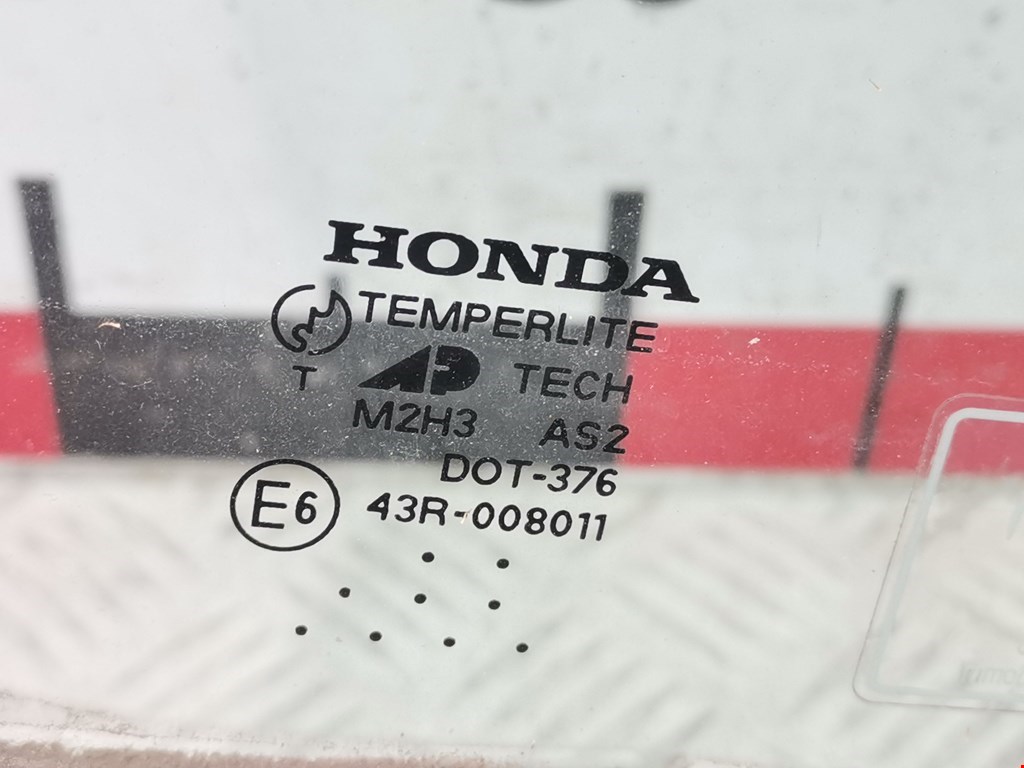 HONDA
TEMPERLITE
T AP TECH
M2H3 AS2
DOT-376
E6 43R-008011